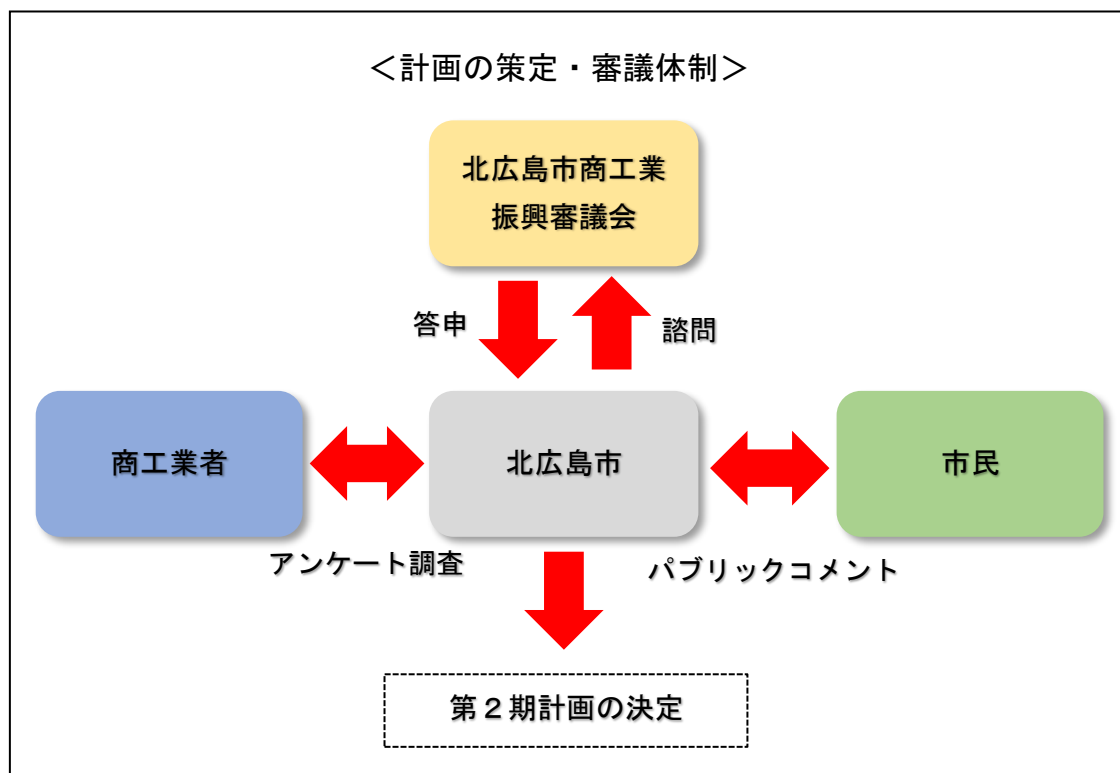 ＜計画の策定・審議体制＞
北広島市商工業
振興審議会
答申
諮問
商工業者
北広島市
市民
アンケート調査
パブリックコメント
第２期計画の決定